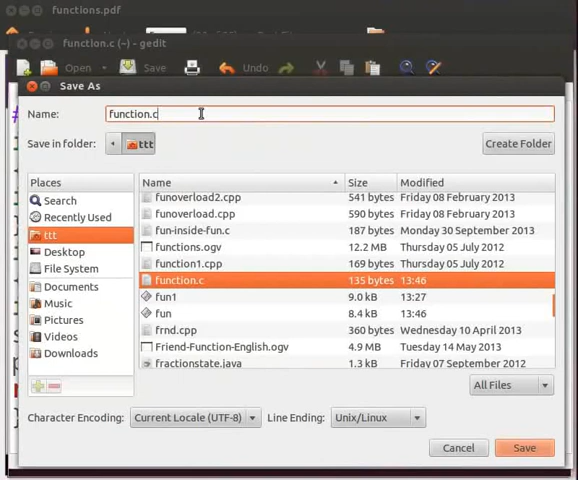 functions.pdf
function.c (~) - gedit
Open Save Undo
Save As
Name: function.c
Save in folder: ttt Create Folder
Places Name Size Modified
Search funoverload2.cpp 541 bytes Friday 08 February 2013
Recently Used funoverload.cpp 590 bytes Friday 08 February 2013
ttt fun-inside-fun.c 187 bytes Monday 30 September 2013
Desktop functions.ogv 12.2 MB Thursday 05 July 2012
File System function1.cpp 169 bytes Thursday 05 July 2012
Documents function.c 135 bytes 13:46
Music fun1 9.0 kB 13:27
Pictures fun 8.4 kB 13:46
Videos frnd.cpp 360 bytes Wednesday 10 April 2013
Downloads Friend-Function-English.ogv 4.9 MB Tuesday 14 May 2013
fractionstate.java 1.4 kB Friday 07 September 2012
All Files
Character Encoding: Current Locale (UTF-8) Line Ending: Unix/Linux
Cancel Save